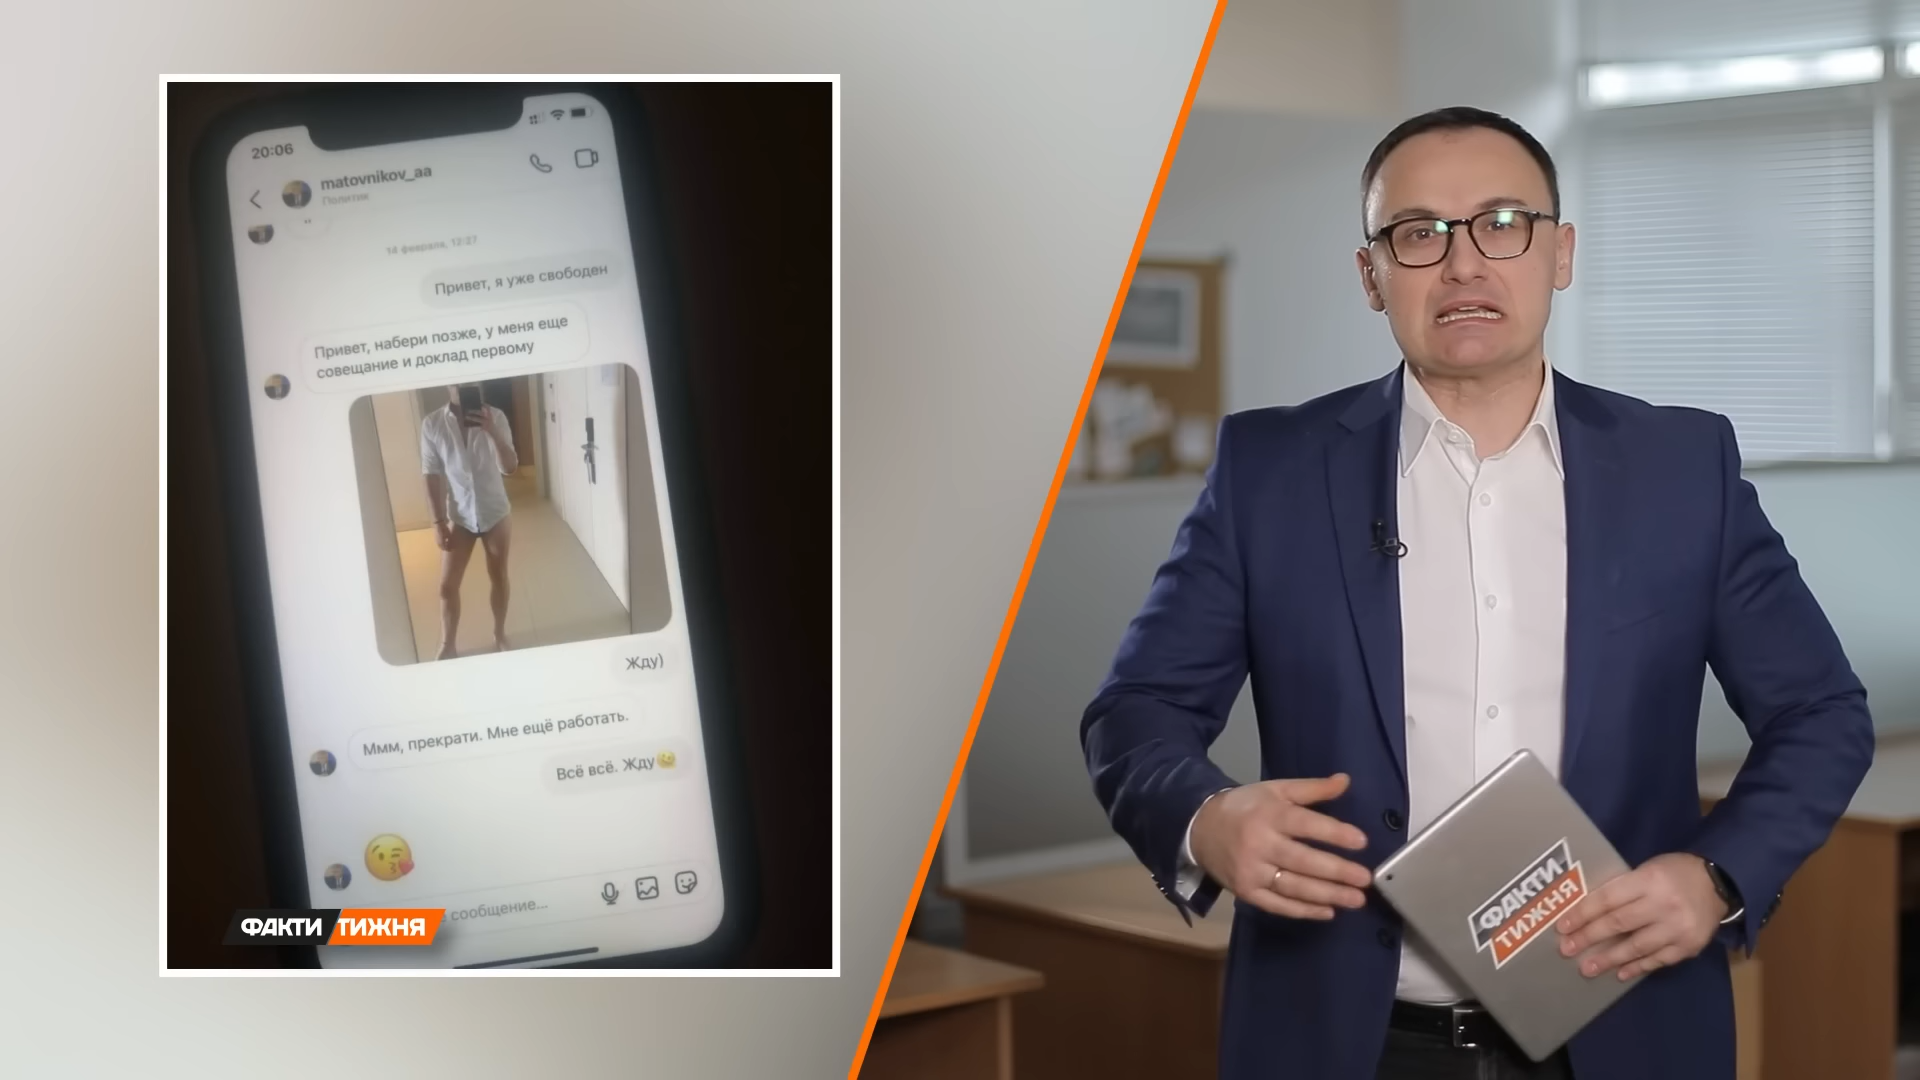 20:06
matovnikov_aa
Политик
14 февраля, 12:27
Привет, я уже свободен
Привет, набери позже, у меня еще
совещание и доклад первому
Жду)
Ммм, прекрати. Мне ещё работать.
Всё всё. Жду
сообщение...
ФАКТИ ТИЖНЯ
ФАКТИ
ТИЖНЯ